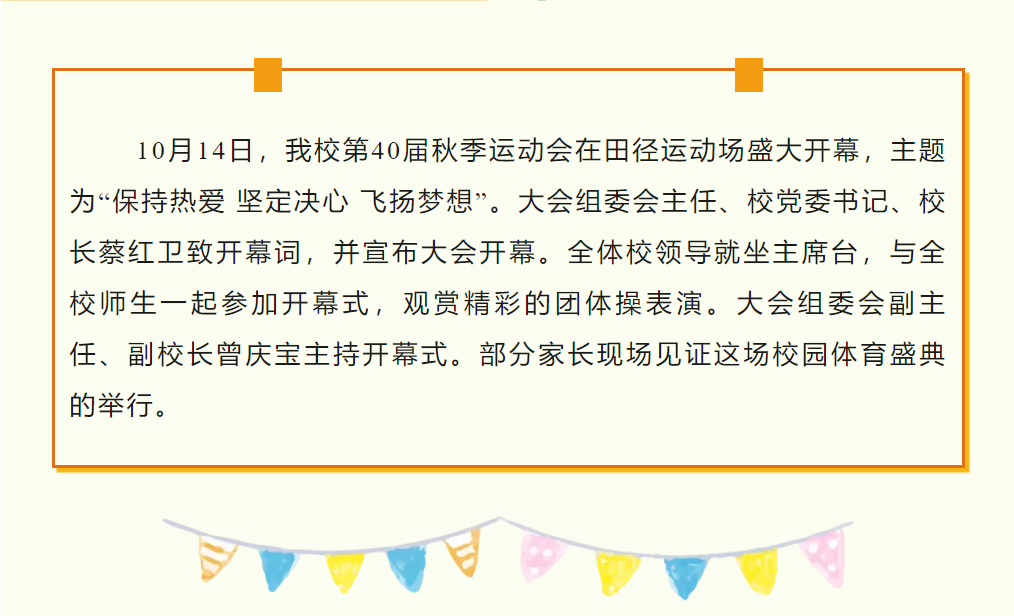 10月14日，我校第40届秋季运动会在田径运动场盛大开幕，主题
为“保持热爱 坚定决心 飞扬梦想”。大会组委会主任、校党委书记、校
长蔡红卫致开幕词，并宣布大会开幕。全体校领导就坐主席台，与全
校师生一起参加开幕式，观赏精彩的团体操表演。大会组委会副主
任、副校长曾庆宝主持开幕式。部分家长现场见证这场校园体育盛典
的举行。